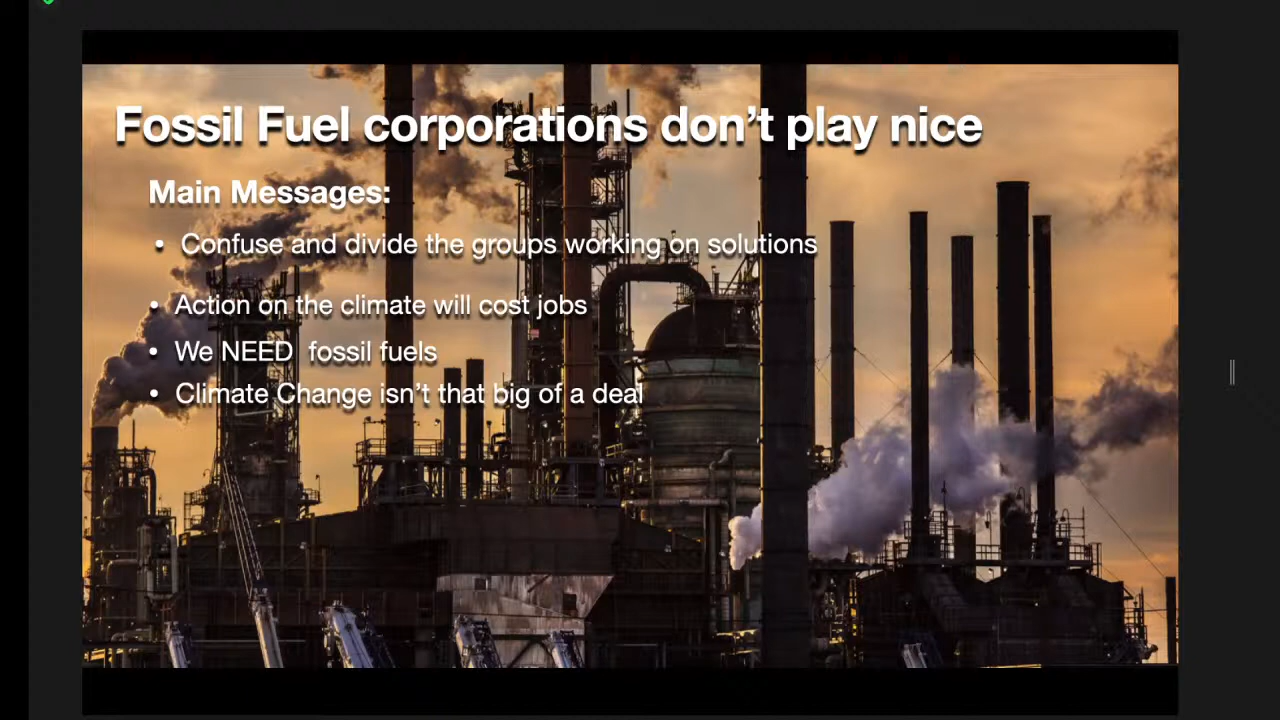 Fossil Fuel corporations don't play nice
Main Messages:
• Confuse and divide the groups working on solutions
• Action on the climate will cost jobs
• We NEED  fossil fuels
• Climate Change isn't that big of a deal